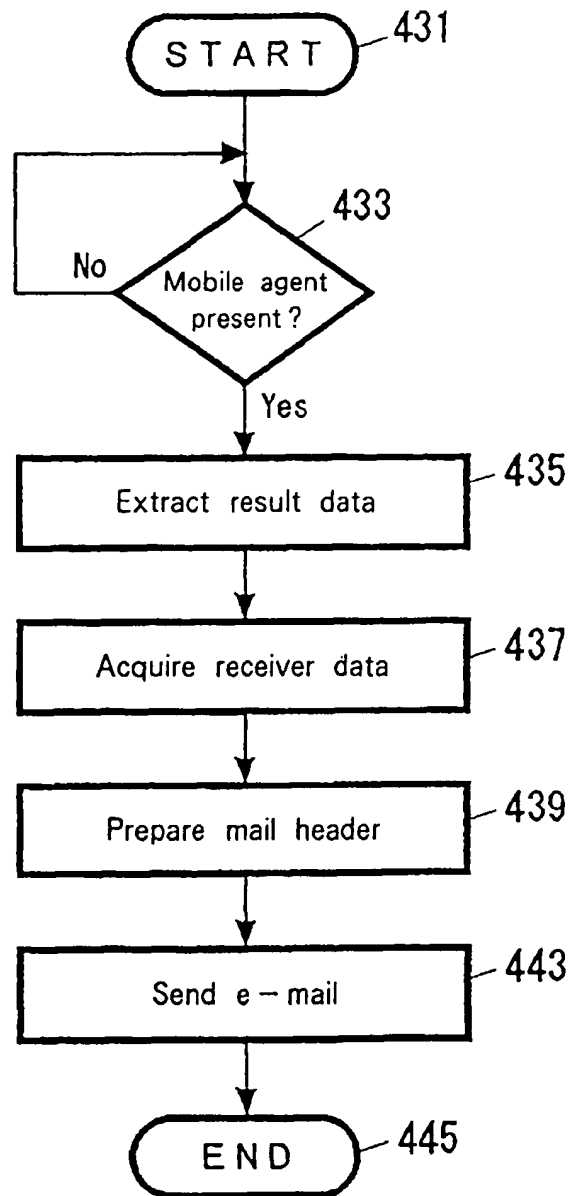 START
431
433
Mobile agent
present?
No
Yes
Extract result data
435
Acquire receiver data
437
Prepare mail header
439
Send e-mail
443
END
445